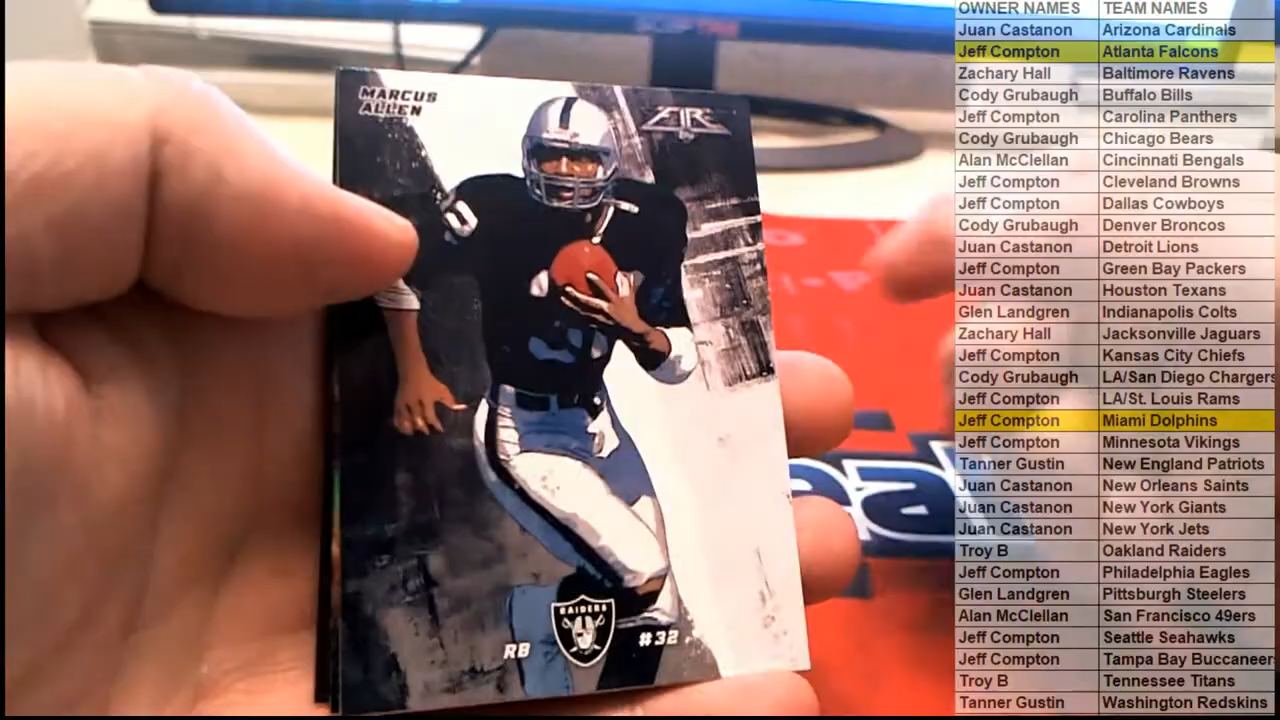 MARCUS
ALLEN
FIRE
RAIDERS
RB
#32
OWNER NAMES TEAM NAMES
Juan Castanon Arizona Cardinals
Jeff Compton Atlanta Falcons
Zachary Hall Baltimore Ravens
Cody Grubaugh Buffalo Bills
Jeff Compton Carolina Panthers
Cody Grubaugh Chicago Bears
Alan McClellan Cincinnati Bengals
Jeff Compton Cleveland Browns
Jeff Compton Dallas Cowboys
Cody Grubaugh Denver Broncos
Juan Castanon Detroit Lions
Jeff Compton Green Bay Packers
Juan Castanon Houston Texans
Glen Landgren Indianapolis Colts
Zachary Hall Jacksonville Jaguars
Jeff Compton Kansas City Chiefs
Cody Grubaugh LA/San Diego Chargers
Jeff Compton LA/St. Louis Rams
Jeff Compton Miami Dolphins
Jeff Compton Minnesota Vikings
Tanner Gustin New England Patriots
Juan Castanon New Orleans Saints
Juan Castanon New York Giants
Juan Castanon New York Jets
Troy B Oakland Raiders
Jeff Compton Philadelphia Eagles
Glen Landgren Pittsburgh Steelers
Alan McClellan San Francisco 49ers
Jeff Compton Seattle Seahawks
Jeff Compton Tampa Bay Buccaneer
Troy B Tennessee Titans
Tanner Gustin Washington Redskins